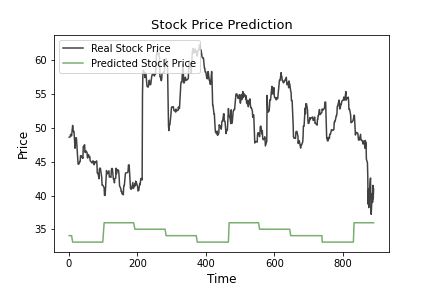 Stock Price Prediction
Real Stock Price
Predicted Stock Price
60
55
50
45
40
35
Price
0 200 400 600 800
Time